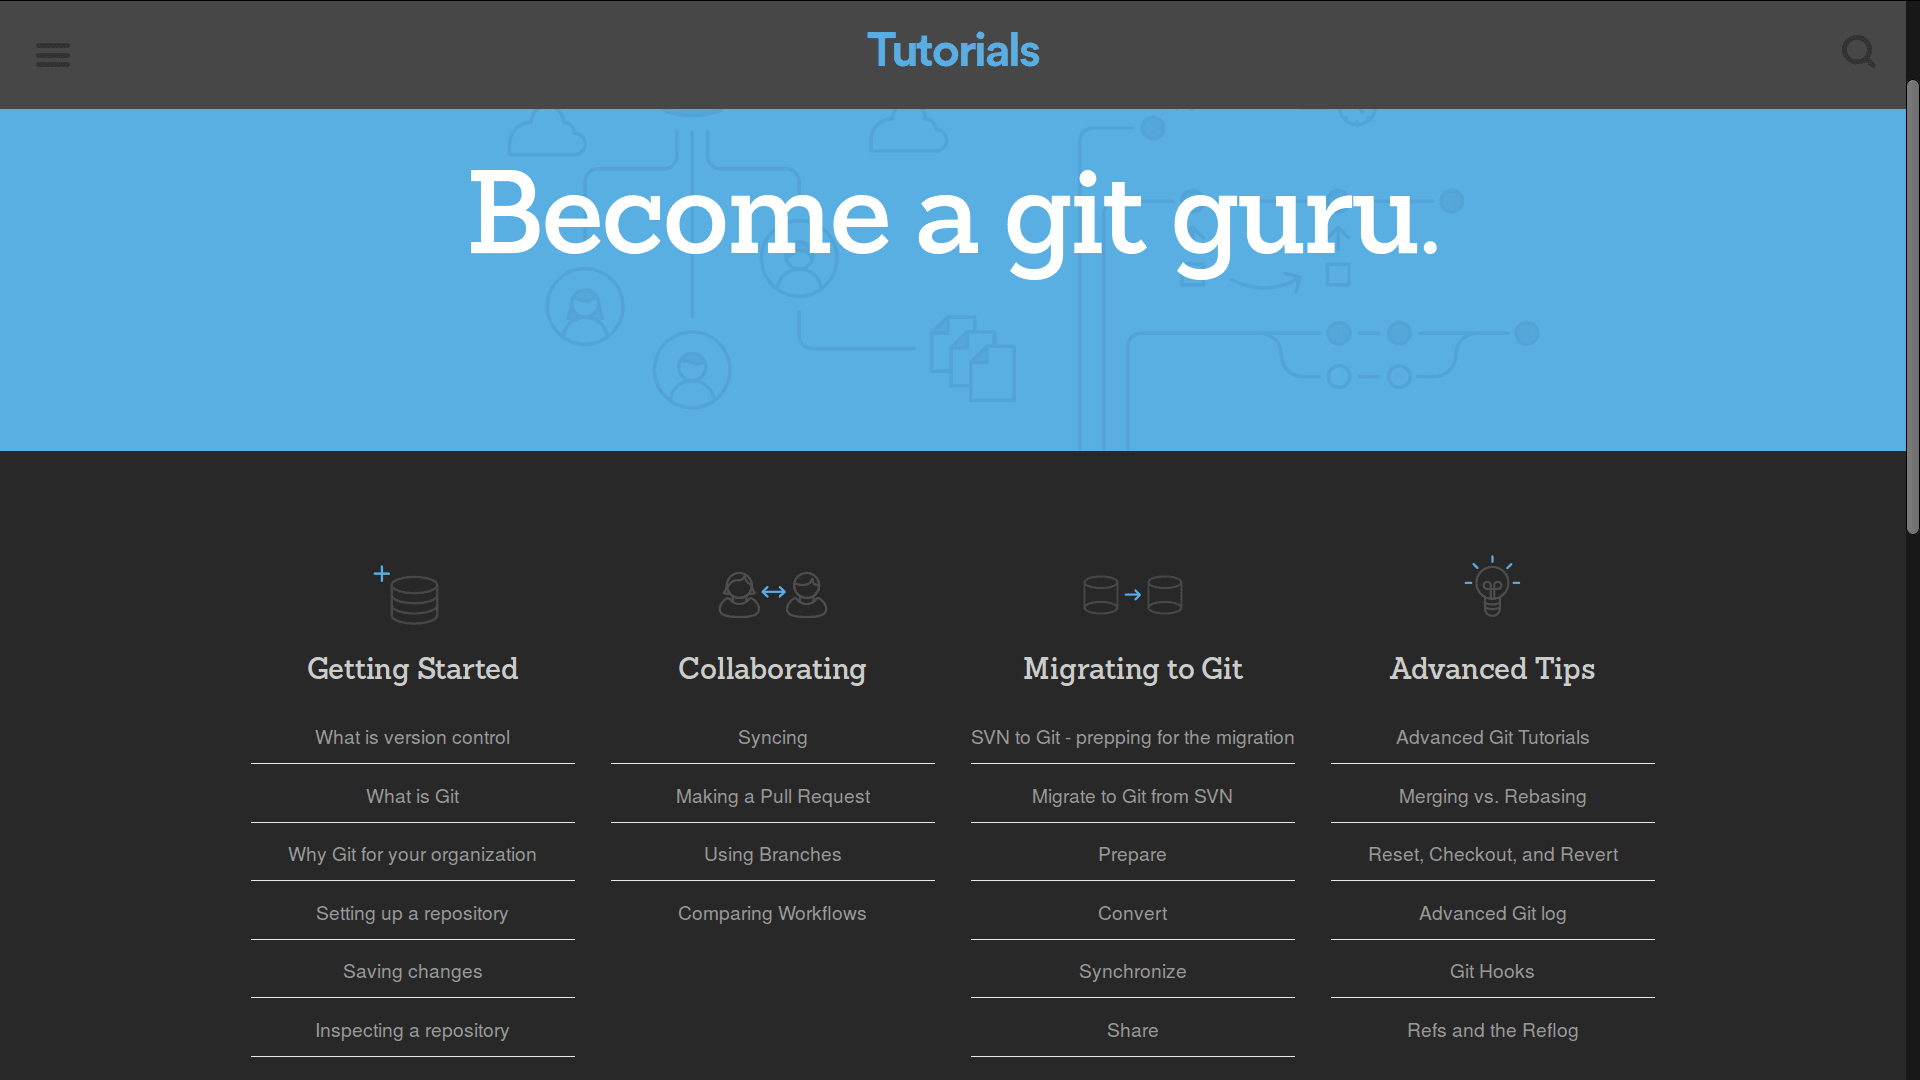 Tutorials
Become a git guru.
Getting Started
What is version control
What is Git
Why Git for your organization
Setting up a repository
Saving changes
Inspecting a repository
Collaborating
Syncing
Making a Pull Request
Using Branches
Comparing Workflows
Migrating to Git
SVN to Git - prepping for the migration
Migrate to Git from SVN
Prepare
Convert
Synchronize
Share
Advanced Tips
Advanced Git Tutorials
Merging vs. Rebasing
Reset, Checkout, and Revert
Advanced Git log
Git Hooks
Refs and the Reflog